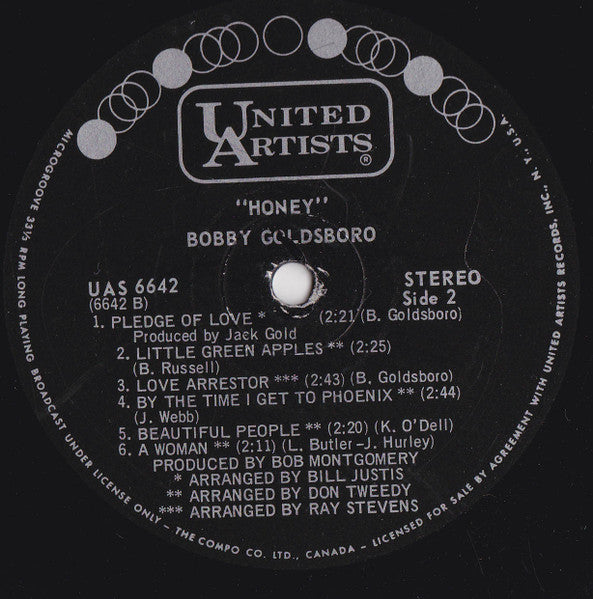 UNITED
ARTISTS®
"HONEY"
BOBBY GOLDSBORO
UAS 6642
(6642 B)
STEREO
Side 2
1. PLEDGE OF LOVE * (2:21) (B. Goldsboro)
Produced by Jack Gold
2. LITTLE GREEN APPLES ** (2:25)
(B. Russell)
3. LOVE ARRESTOR *** (2:43) (B. Goldsboro)
4. BY THE TIME I GET TO PHOENIX ** (2:44)
(J. Webb)
5. BEAUTIFUL PEOPLE ** (2:20) (K. O'Dell)
6. A WOMAN ** (2:11) (L. Butler-J. Hurley)
PRODUCED BY BOB MONTGOMERY
* ARRANGED BY BILL JUSTIS
** ARRANGED BY DON TWEEDY
*** ARRANGED BY RAY STEVENS
MICROGROOVE 33⅓ RPM LONG PLAYING BROADCAST UNDER LICENSE ONLY - THE COMPO CO. LTD., CANADA - LICENSED FOR SALE BY AGREEMENT WITH UNITED ARTISTS RECORDS, INC., N. Y., U.S.A.